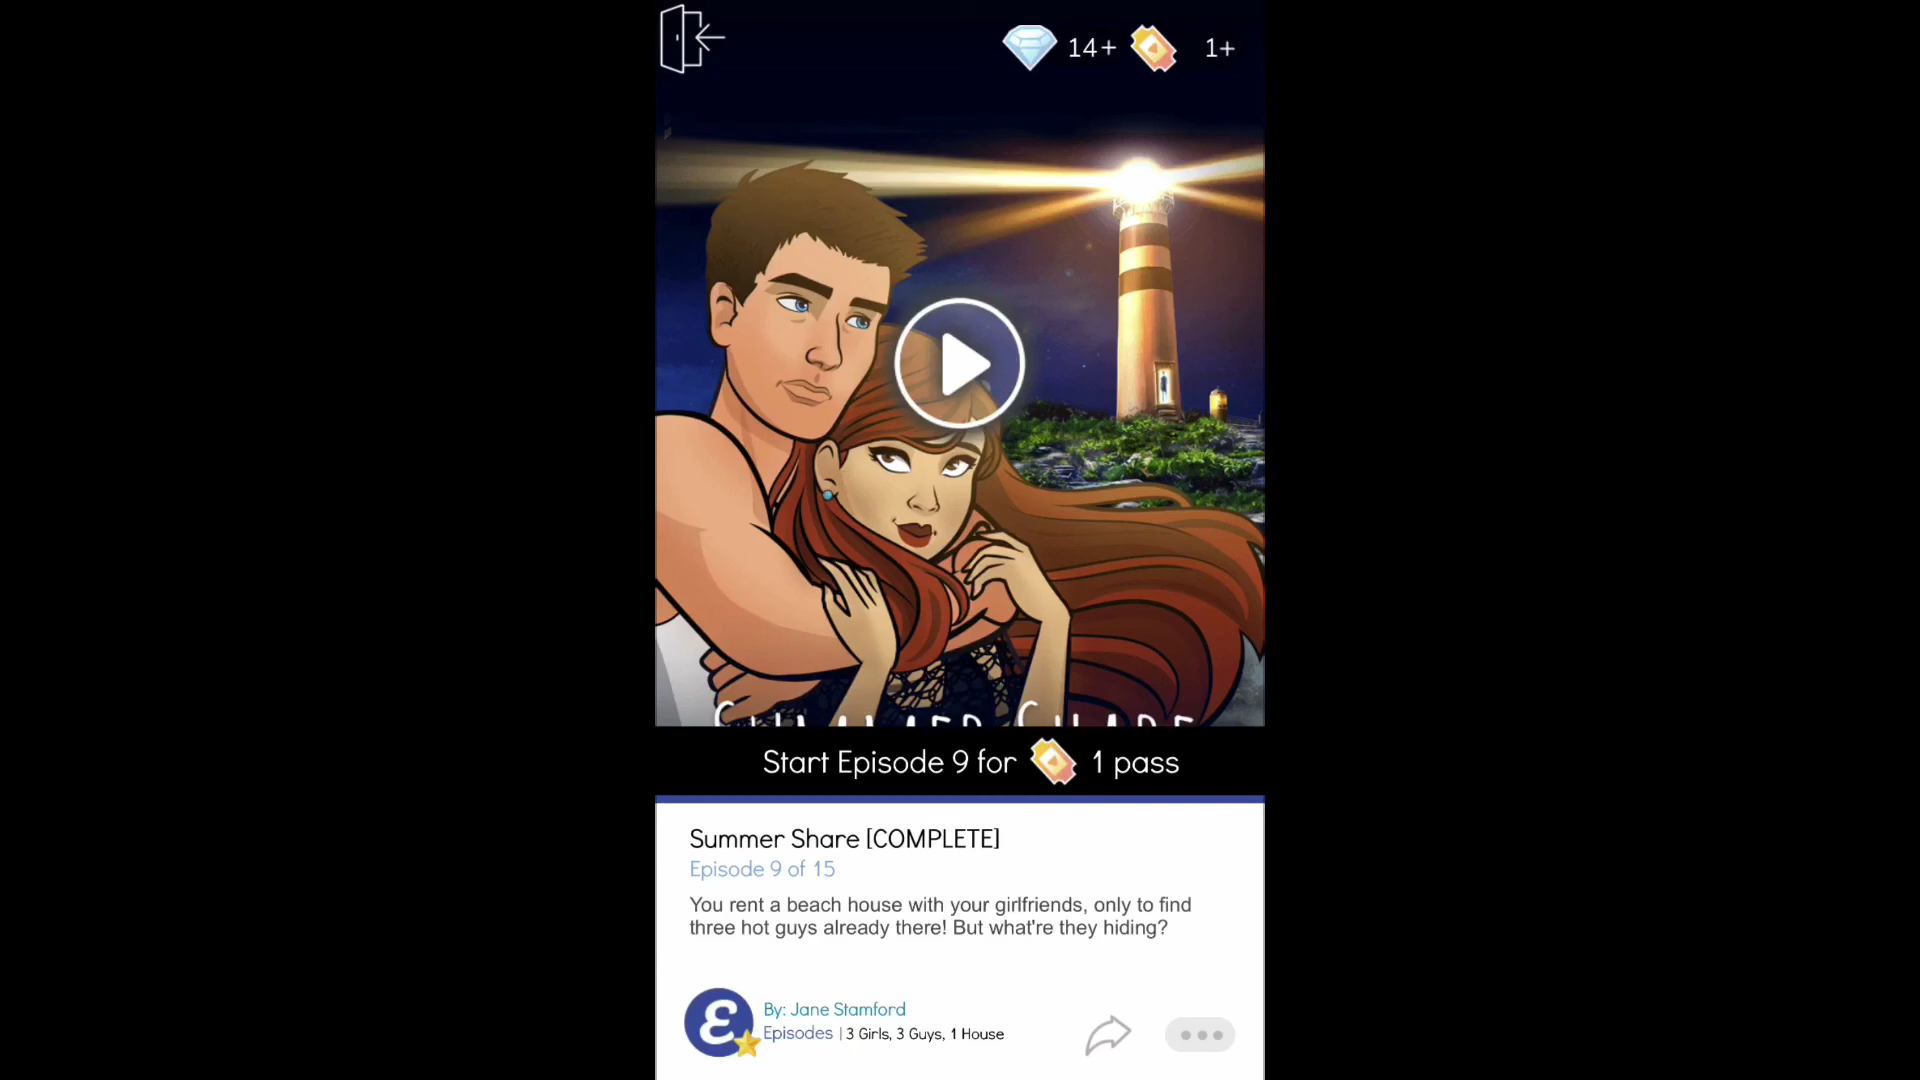 14+ 1+
SUMMER SHARE
Start Episode 9 for 1 pass
Summer Share [COMPLETE]
Episode 9 of 15
You rent a beach house with your girlfriends, only to find
three hot guys already there! But what're they hiding?
By: Jane Stamford
Episodes | 3 Girls, 3 Guys, 1 House